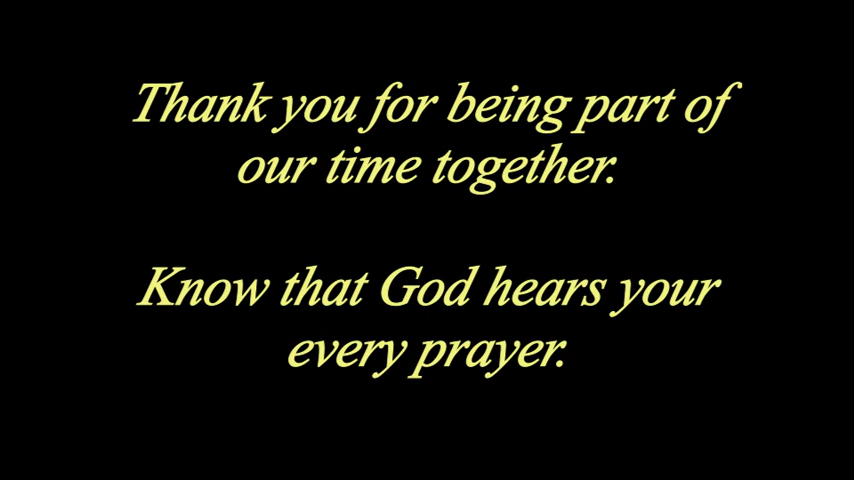 Thank you for being part of
our time together.
Know that God hears your
every prayer.